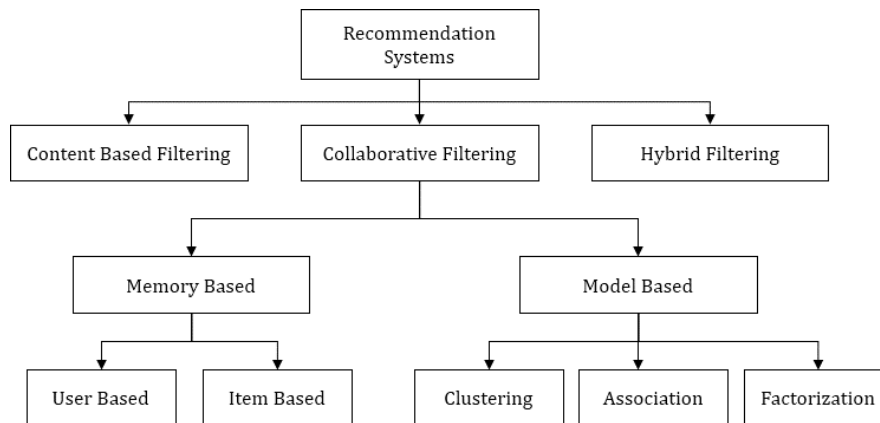 Recommendation
Systems
Content Based Filtering
Collaborative Filtering
Hybrid Filtering
Memory Based
Model Based
User Based
Item Based
Clustering
Association
Factorization